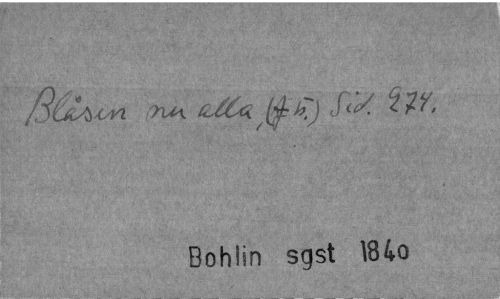 Blåsen nu alla, (f 5.) Sid. 274.
Bohlin sgst 1840